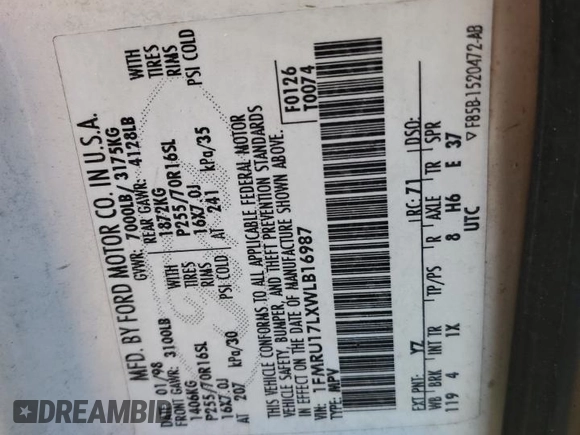 MFD. BY FORD MOTOR CO. IN U.S.A.
DATE: 01/98 GVWR: 7000LB/ 3175KG
FRONT GAWR: 3100LB REAR GAWR: 4128LB
1406KG WITH 1872KG WITH
P255/70R16SL TIRES P255/70R16SL TIRES
16X7.0J RIMS 16X7.0J RIMS
AT 207 kPa/30 PSI COLD AT 241 kPa/35 PSI COLD
THIS VEHICLE CONFORMS TO ALL APPLICABLE FEDERAL MOTOR
VEHICLE SAFETY, BUMPER, AND THEFT PREVENTION STANDARDS
IN EFFECT ON THE DATE OF MANUFACTURE SHOWN ABOVE.
VIN: 1FMRU17LXWLB16987 F0126
TYPE: MPV T0074
EXT PNT: YZ RC: 71 DSO:
WB BRK INT TR TP/PS R AXLE TR SPR
119 4 1X 8 H6 E 37
UTC
F85B-1520472-AB
DREAMBID